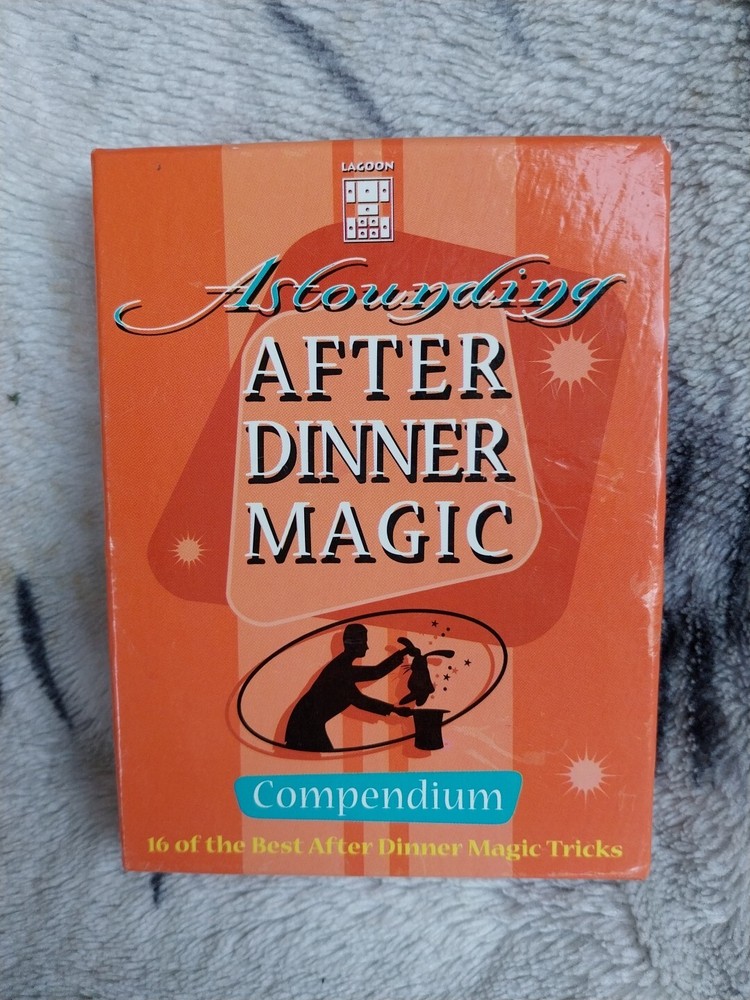 LAGOON
Astounding
AFTER
DINNER
MAGIC
Compendium
16 of the Best After Dinner Magic Tricks